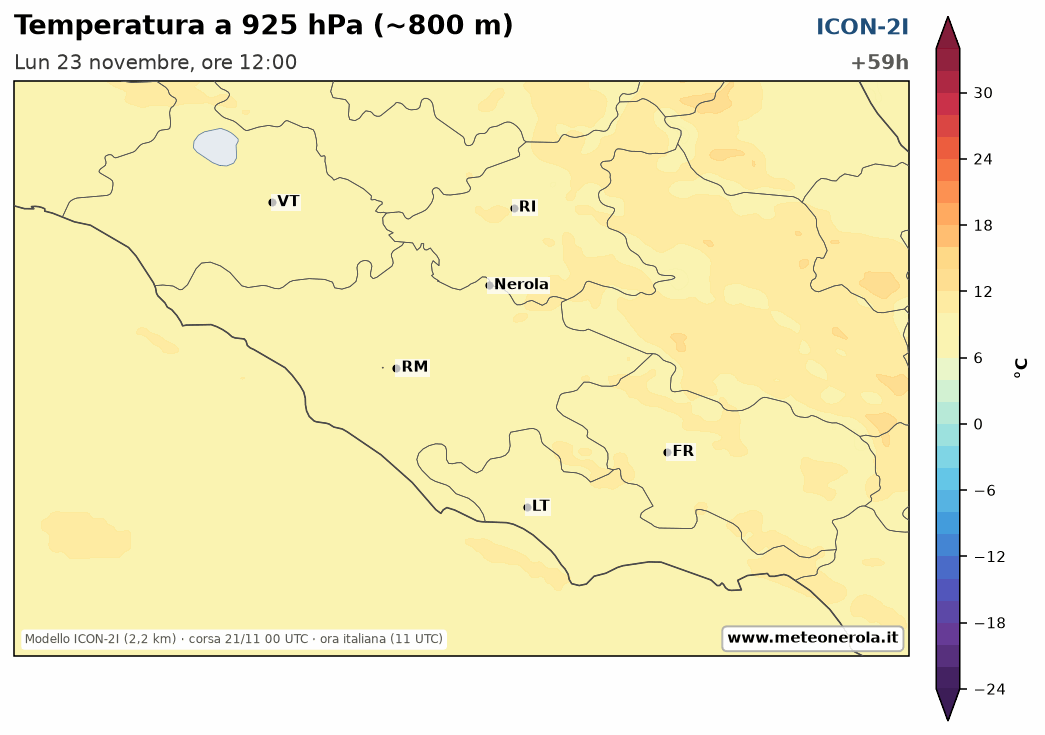 Temperatura a 925 hPa (~800 m)
ICON-2I
Lun 23 novembre, ore 12:00
+59h
VT
RI
Nerola
RM
FR
LT
Modello ICON-2I (2,2 km) · corsa 21/11 00 UTC · ora italiana (11 UTC)
www.meteonerola.it
30
24
18
12
6
0
−6
−12
−18
−24
°C